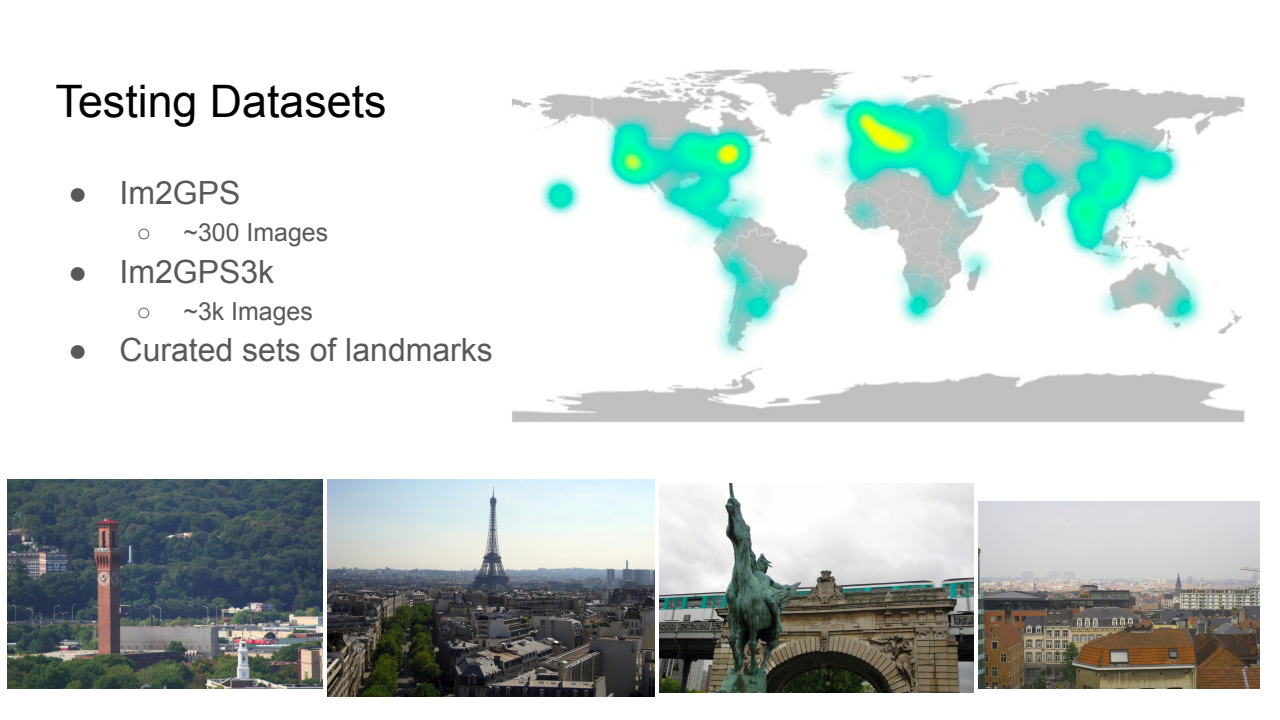 Testing Datasets
● Im2GPS
○ ~300 Images
● Im2GPS3k
○ ~3k Images
● Curated sets of landmarks